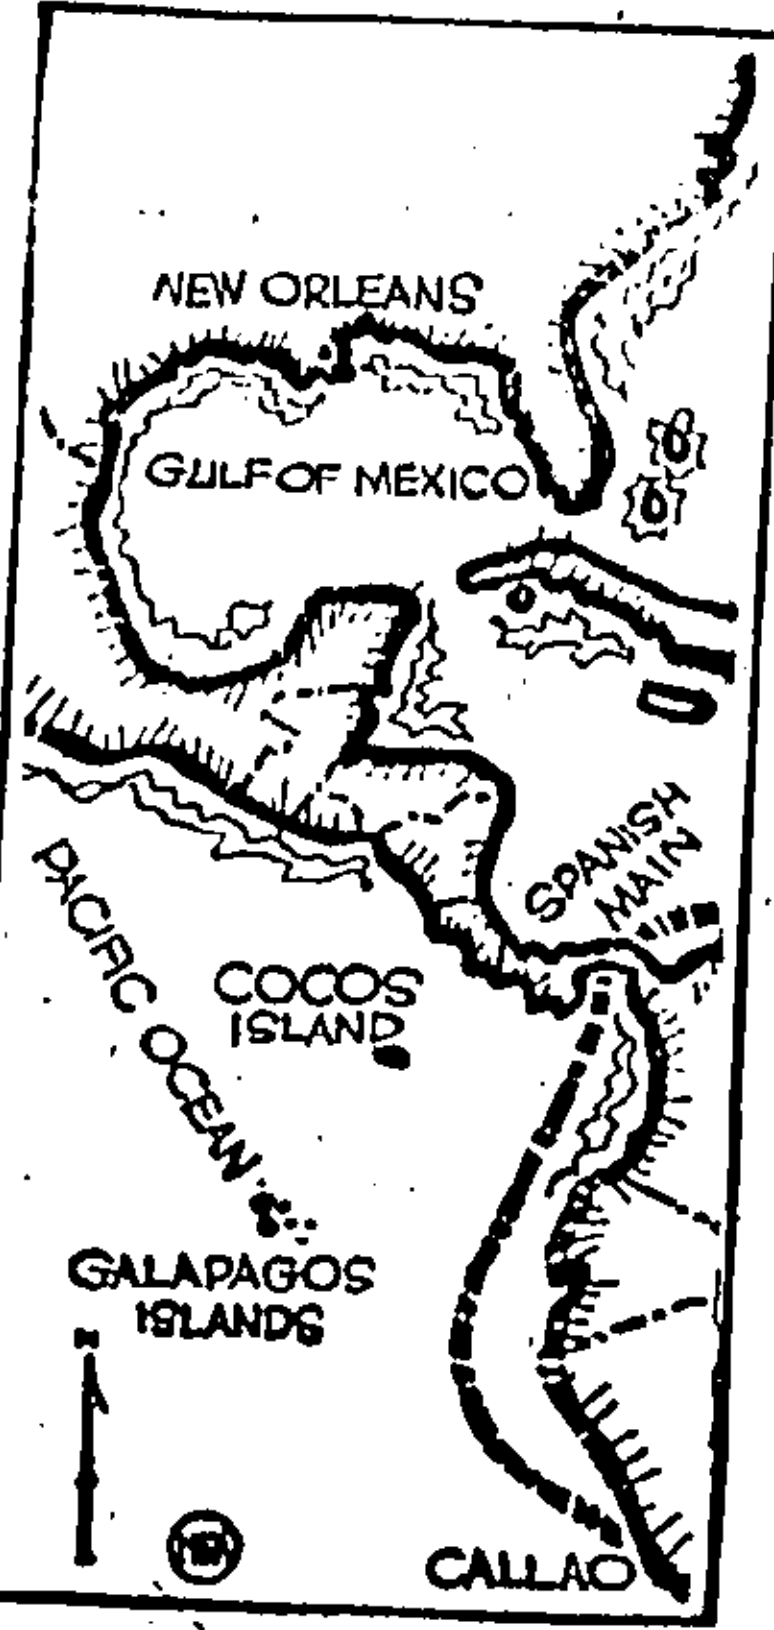 NEW ORLEANS
GULF OF MEXICO
SPANISH
MAIN
PACIFIC OCEAN
COCOS
ISLAND
GALAPAGOS
ISLANDS
N
CALLAO